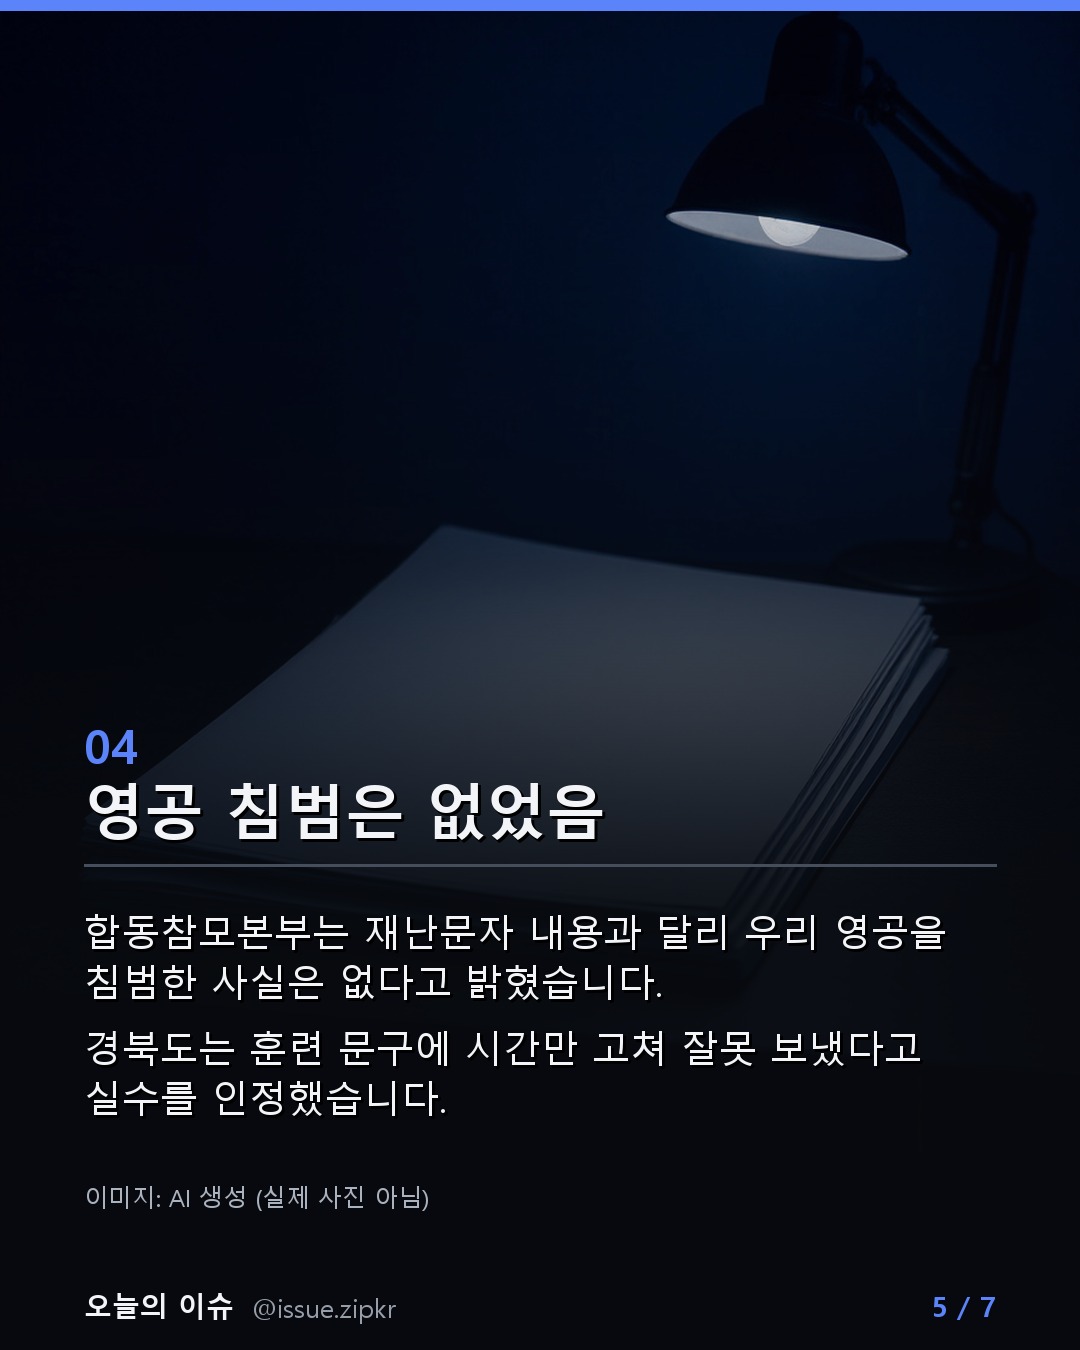 04
영공 침범은 없었음
합동참모본부는 재난문자 내용과 달리 우리 영공을
침범한 사실은 없다고 밝혔습니다.
경북도는 훈련 문구에 시간만 고쳐 잘못 보냈다고
실수를 인정했습니다.
이미지: AI 생성 (실제 사진 아님)
오늘의 이슈 @issue.zipkr
5 / 7